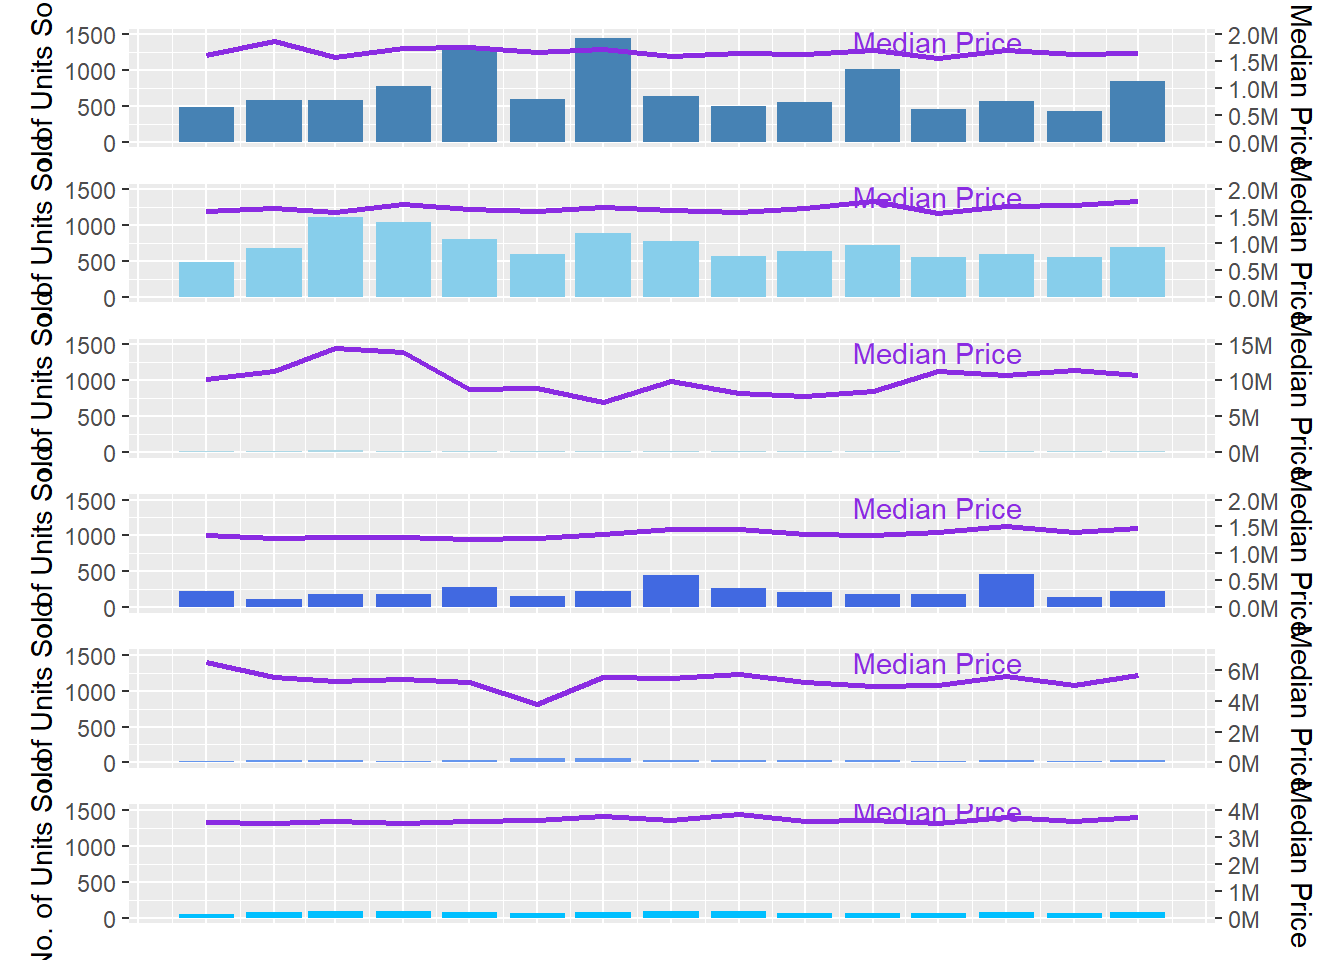 No. of Units Sold
1500
1000
500
0
Median Price
2.0M
1.5M
1.0M
0.5M
0.0M
Median Price
No. of Units Sold
1500
1000
500
0
Median Price
2.0M
1.5M
1.0M
0.5M
0.0M
Median Price
No. of Units Sold
1500
1000
500
0
Median Price
15M
10M
5M
0M
Median Price
No. of Units Sold
1500
1000
500
0
Median Price
2.0M
1.5M
1.0M
0.5M
0.0M
Median Price
No. of Units Sold
1500
1000
500
0
Median Price
6M
4M
2M
0M
Median Price
No. of Units Sold
1500
1000
500
0
Median Price
4M
3M
2M
1M
0M
Median Price